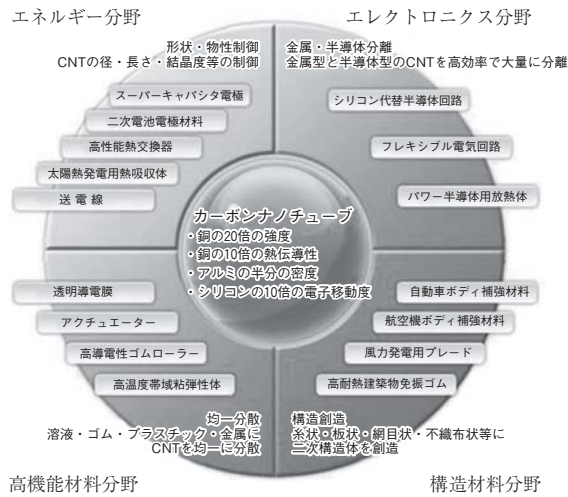 エネルギー分野
エレクトロニクス分野
形状・物性制御
CNTの径・長さ・結晶度等の制御
金属・半導体分離
金属型と半導体型のCNTを高効率で大量に分離
スーパーキャパシタ電極
二次電池電極材料
高性能熱交換器
太陽熱発電用熱吸収体
送電線
シリコン代替半導体回路
フレキシブル電気回路
パワー半導体用放熱体
カーボンナノチューブ
・銅の20倍の強度
・銅の10倍の熱伝導性
・アルミの半分の密度
・シリコンの10倍の電子移動度
透明導電膜
アクチュエーター
高導電性ゴムローラー
高温度帯域粘弾性体
自動車ボディ補強材料
航空機ボディ補強材料
風力発電用ブレード
高耐熱建築物免振ゴム
均一分散
溶液・ゴム・プラスチック・金属に
CNTを均一に分散
構造創造
糸状・板状・網目状・不織布状等に
二次構造体を創造
高機能材料分野
構造材料分野